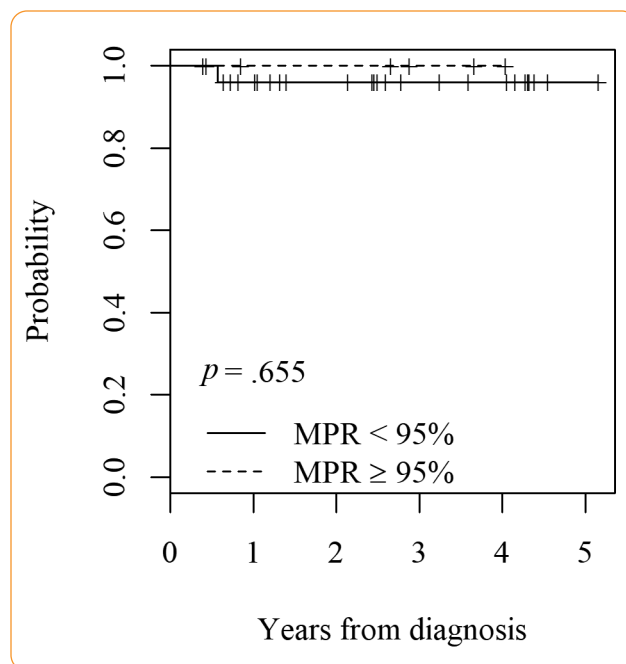 Probability
1.0
0.8
0.6
0.4
0.2
0.0
p = .655
MPR < 95%
MPR ≥ 95%
0 1 2 3 4 5
Years from diagnosis